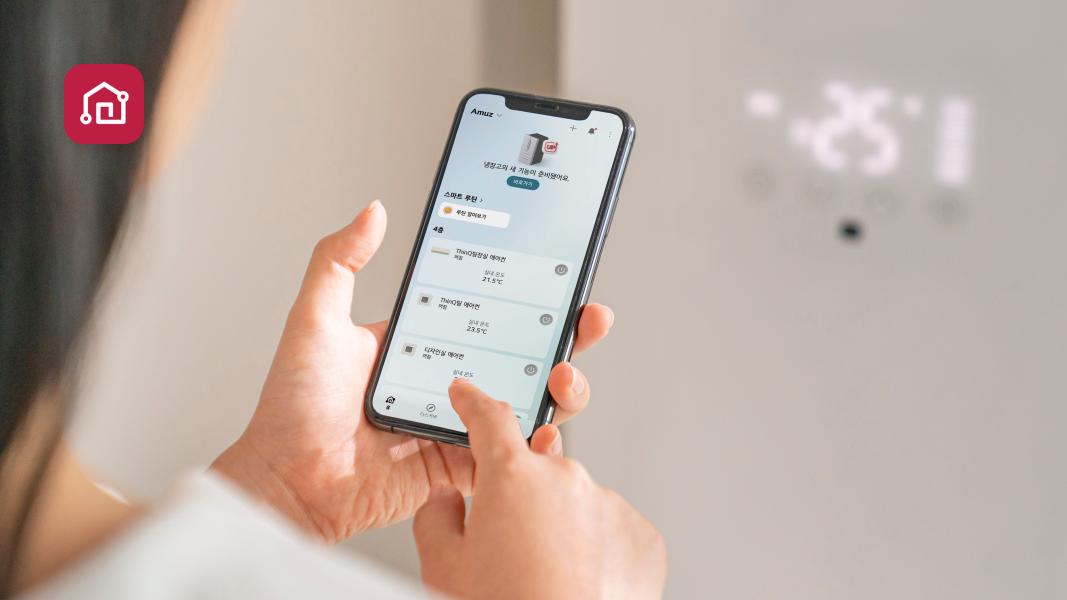 Amuz
UP
냉장고의 새 기능이 준비됐어요.
바로가기
스마트 루틴 >
루틴 알아보기
4층
ThinQ팀장실 에어컨
꺼짐
실내 온도
21.5°C
ThinQ팀 에어컨
꺼짐
실내 온도
23.5°C
디자인실 에어컨
꺼짐
실내 온도
홈
디스커버